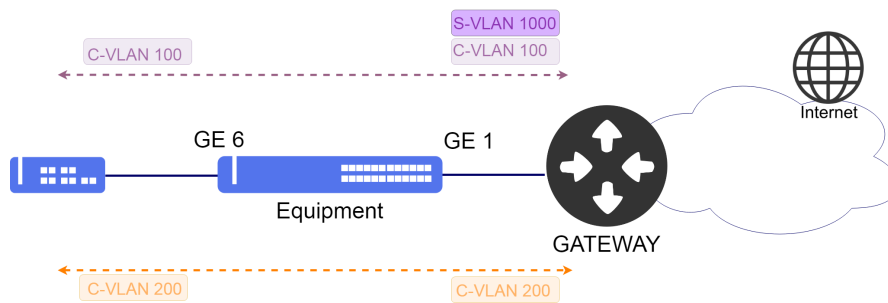 S-VLAN 1000
C-VLAN 100
C-VLAN 100
Internet
GE 6
GE 1
Equipment
GATEWAY
C-VLAN 200
C-VLAN 200